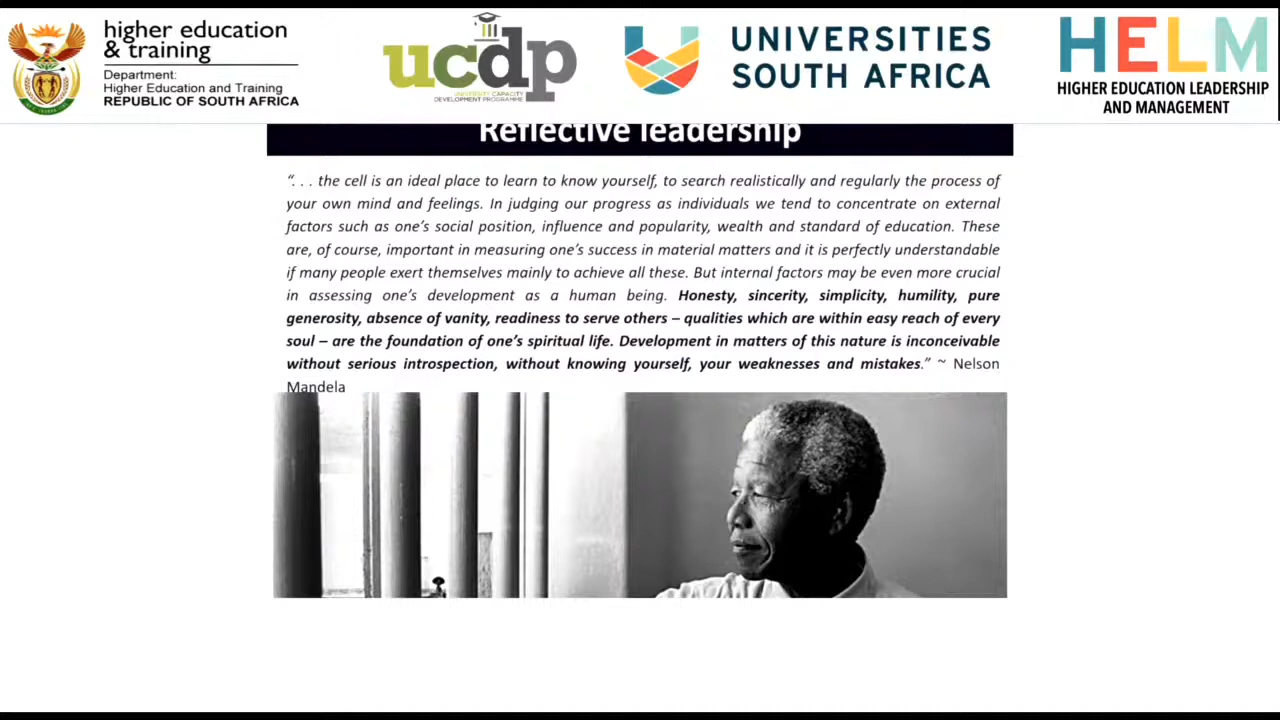 higher education
& training
Department:
Higher Education and Training
REPUBLIC OF SOUTH AFRICA
ucdp
UNIVERSITY CAPACITY
DEVELOPMENT PROGRAMME
UNIVERSITIES
SOUTH AFRICA
HELM
HIGHER EDUCATION LEADERSHIP
AND MANAGEMENT
Reflective leadership
“. . . the cell is an ideal place to learn to know yourself, to search realistically and regularly the process of
your own mind and feelings. In judging our progress as individuals we tend to concentrate on external
factors such as one’s social position, influence and popularity, wealth and standard of education. These
are, of course, important in measuring one’s success in material matters and it is perfectly understandable
if many people exert themselves mainly to achieve all these. But internal factors may be even more crucial
in assessing one’s development as a human being. Honesty, sincerity, simplicity, humility, pure
generosity, absence of vanity, readiness to serve others – qualities which are within easy reach of every
soul – are the foundation of one’s spiritual life. Development in matters of this nature is inconceivable
without serious introspection, without knowing yourself, your weaknesses and mistakes.” ~ Nelson
Mandela